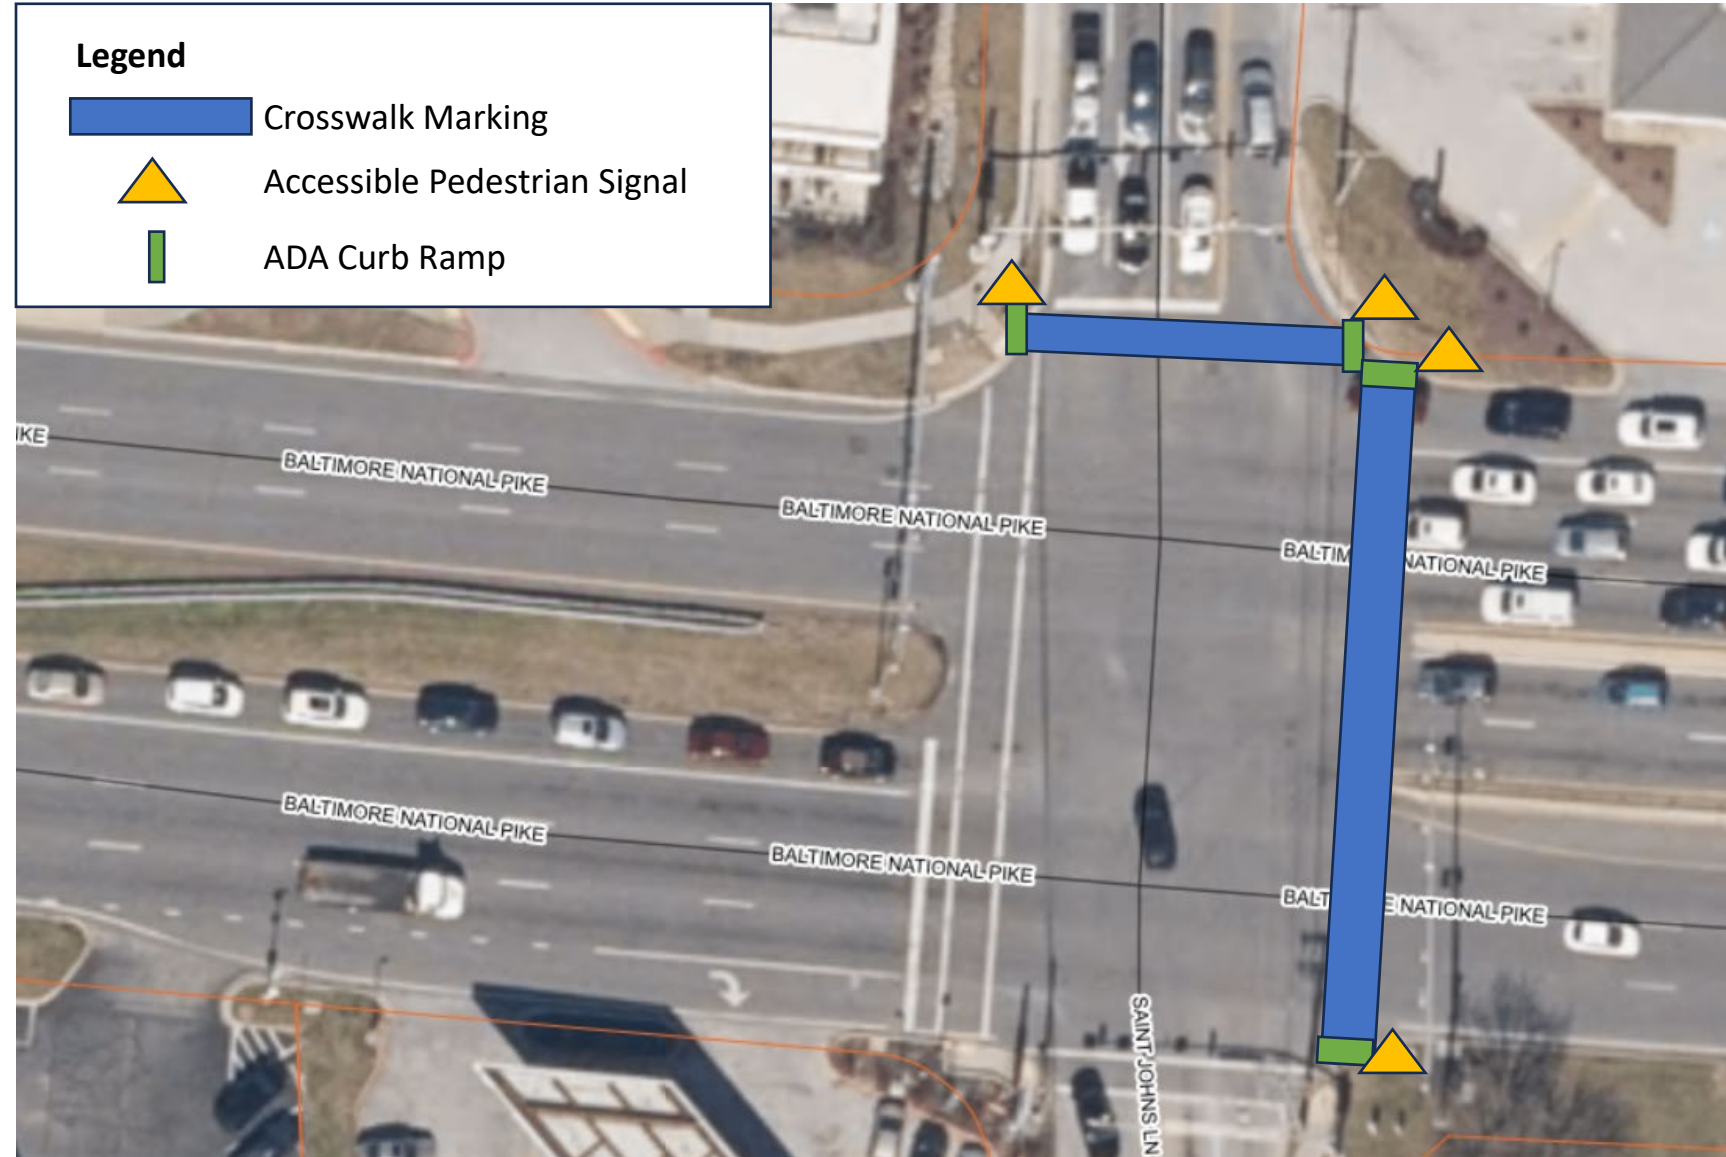 Legend
Crosswalk Marking
Accessible Pedestrian Signal
ADA Curb Ramp
IKE
BALTIMORE NATIONAL PIKE
BALTIMORE NATIONAL PIKE
BALTIM NATIONAL PIKE
BALTIMORE NATIONAL PIKE
BALTIMORE NATIONAL PIKE
BALT E NATIONAL PIKE
SAINT JOHNS LN